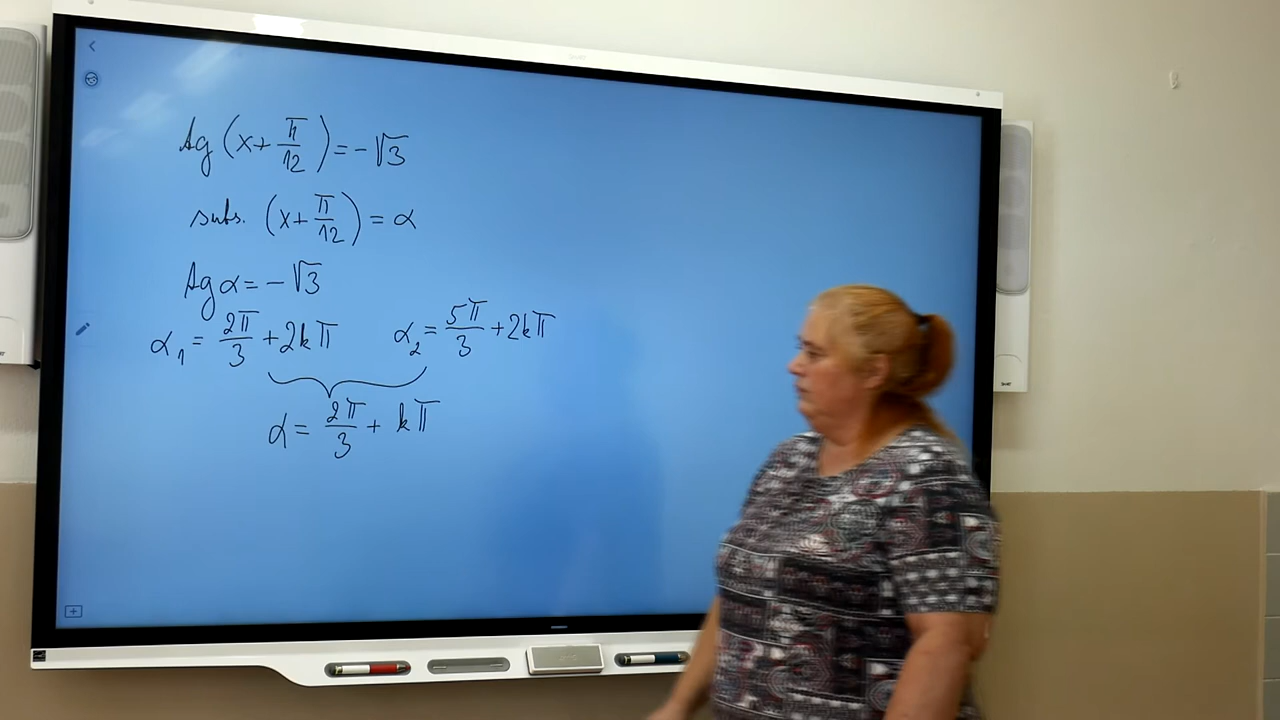 tg (x+π/12) = -√3
subs. (x+π/12) = α
tg α = -√3
α₁ = 2π/3 + 2kπ α₂ = 5π/3 + 2kπ
α = 2π/3 + kπ